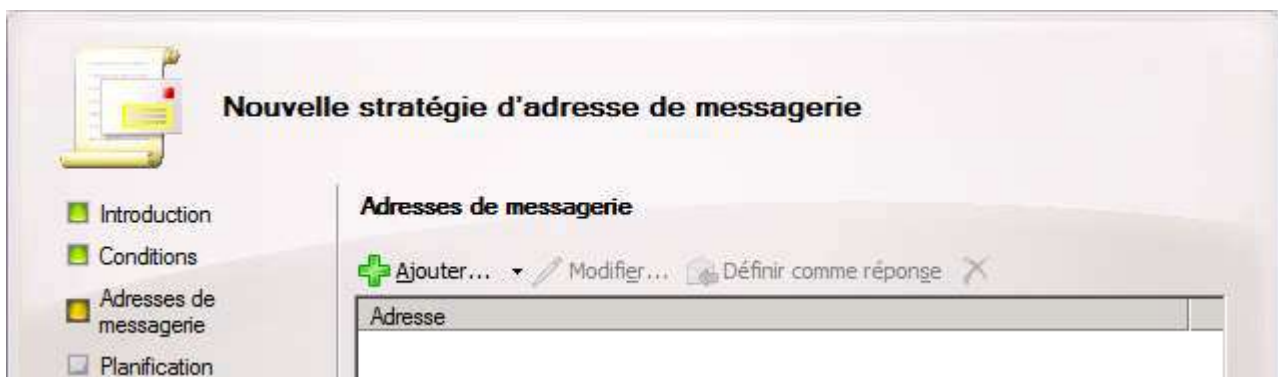 Nouvelle stratégie d'adresse de messagerie
Introduction
Conditions
Adresses de
messagerie
Planification
Adresses de messagerie
Ajouter... Modifier... Définir comme réponse
Adresse